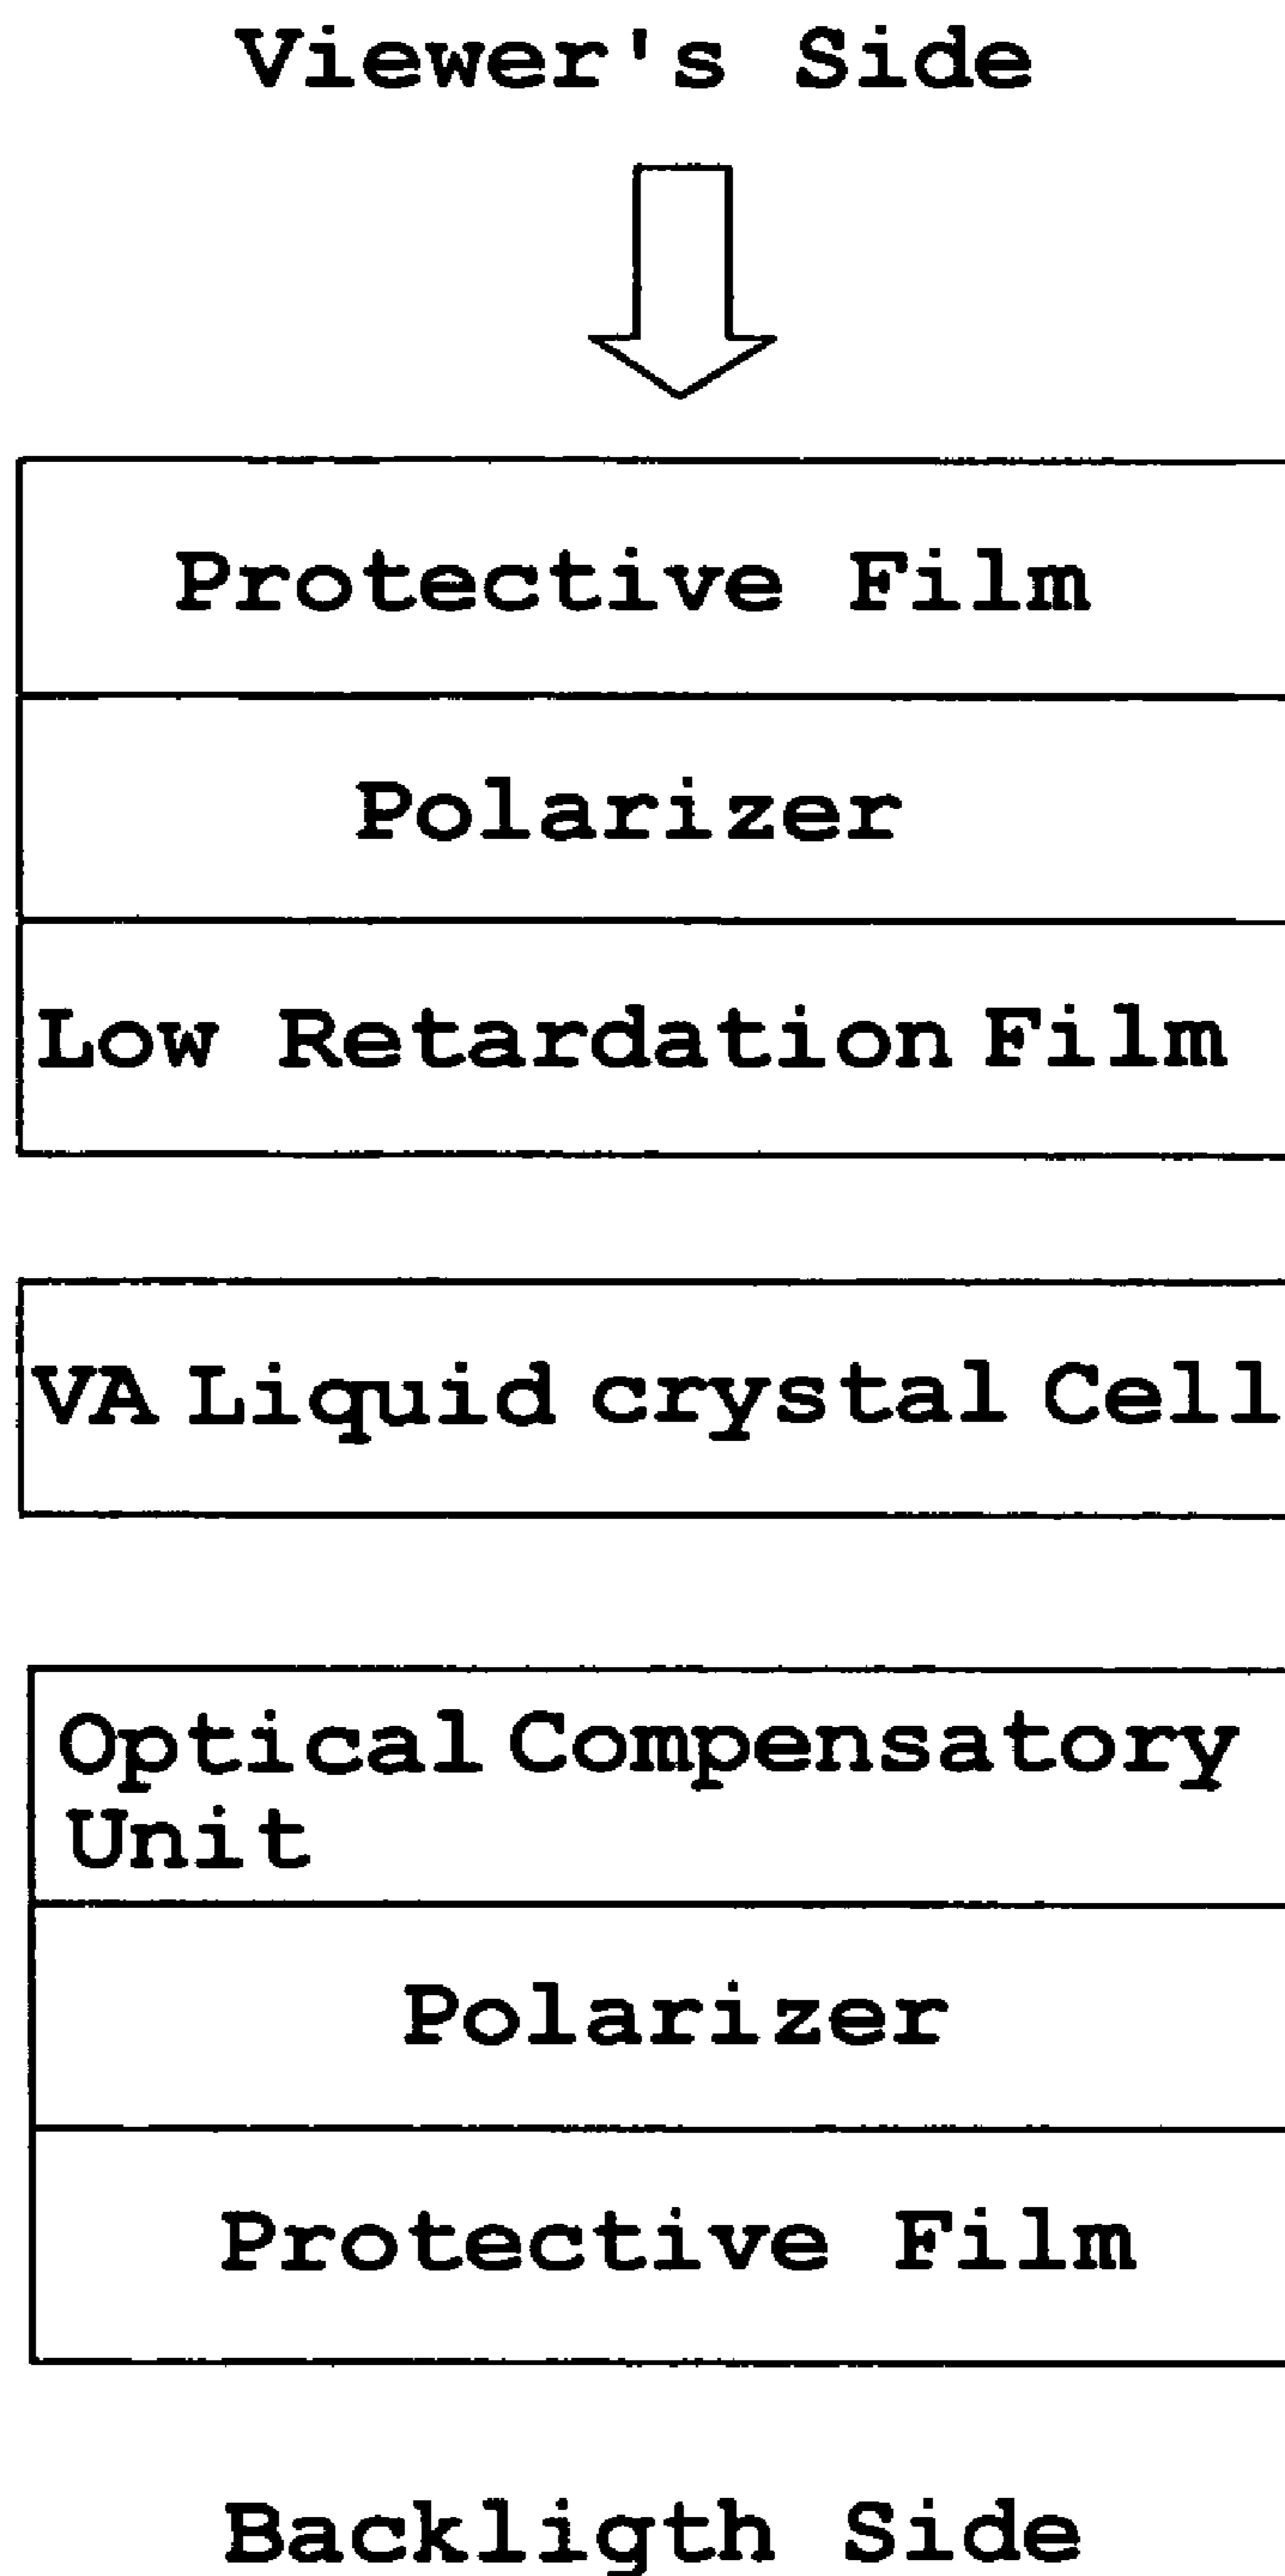 Viewer's Side
Protective Film
Polarizer
Low Retardation Film
VA Liquid crystal Cell
Optical Compensatory
Unit
Polarizer
Protective Film
Backligth Side